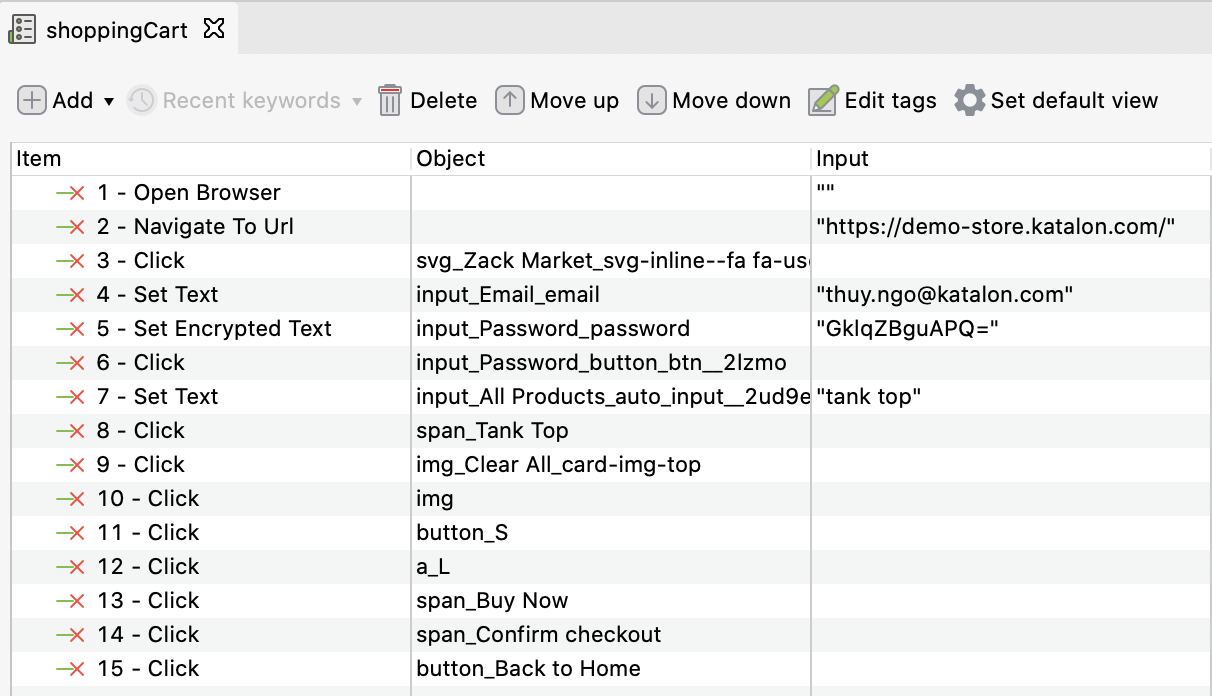 shoppingCart
Add Recent keywords Delete Move up Move down Edit tags Set default view
Item Object Input
1 - Open Browser ""
2 - Navigate To Url "https://demo-store.katalon.com/"
3 - Click svg_Zack Market_svg-inline--fa fa-us
4 - Set Text input_Email_email "thuy.ngo@katalon.com"
5 - Set Encrypted Text input_Password_password "GklqZBguAPQ="
6 - Click input_Password_button_btn__2lzmo
7 - Set Text input_All Products_auto_input__2ud9e "tank top"
8 - Click span_Tank Top
9 - Click img_Clear All_card-img-top
10 - Click img
11 - Click button_S
12 - Click a_L
13 - Click span_Buy Now
14 - Click span_Confirm checkout
15 - Click button_Back to Home